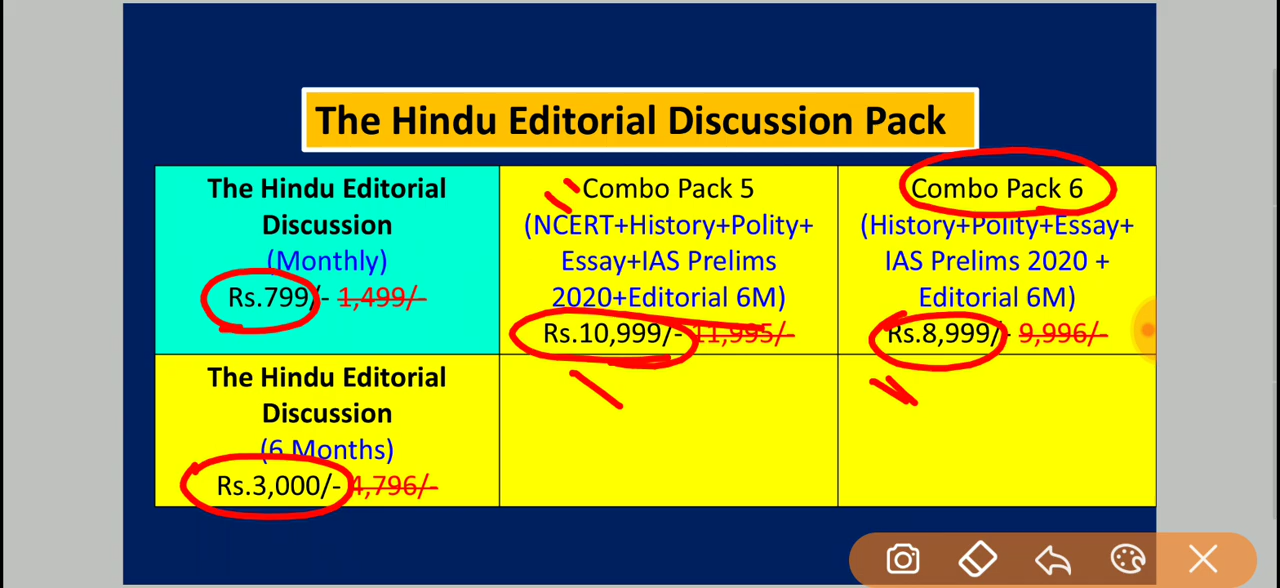 The Hindu Editorial Discussion Pack
The Hindu Editorial
Discussion
(Monthly)
Rs.799/- 1,499/-
Combo Pack 5
(NCERT+History+Polity+
Essay+IAS Prelims
2020+Editorial 6M)
Rs.10,999/- 11,995/-
Combo Pack 6
(History+Polity+Essay+
IAS Prelims 2020 +
Editorial 6M)
Rs.8,999/- 9,996/-
The Hindu Editorial
Discussion
(6 Months)
Rs.3,000/- 4,796/-